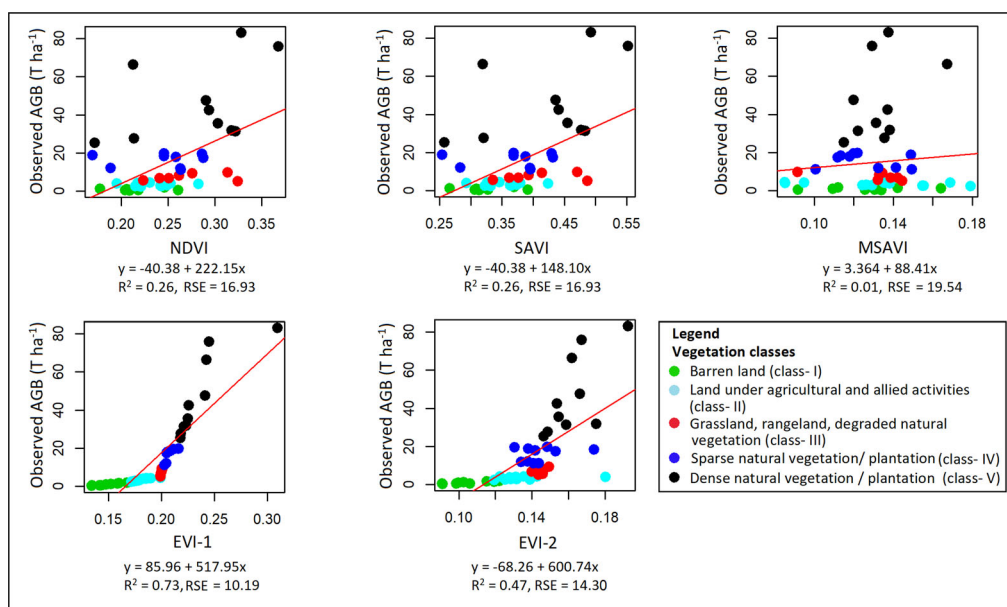 Observed AGB (T ha⁻¹)
0 20 40 60 80
0.20 0.25 0.30 0.35
NDVI
y = -40.38 + 222.15x
R² = 0.26, RSE = 16.93
Observed AGB (T ha⁻¹)
0 20 40 60 80
0.25 0.35 0.45 0.55
SAVI
y = -40.38 + 148.10x
R² = 0.26, RSE = 16.93
Observed AGB (T ha⁻¹)
0 20 40 60 80
0.10 0.12 0.14 0.16 0.18
MSAVI
y = 3.364 + 88.41x
R² = 0.01, RSE = 19.54
Observed AGB (T ha⁻¹)
0 20 40 60 80
0.15 0.20 0.25 0.30
EVI-1
y = 85.96 + 517.95x
R² = 0.73, RSE = 10.19
Observed AGB (T ha⁻¹)
0 20 40 60 80
0.10 0.14 0.18
EVI-2
y = -68.26 + 600.74x
R² = 0.47, RSE = 14.30
Legend
Vegetation classes
Barren land (class- I)
Land under agricultural and allied activities
(class- II)
Grassland, rangeland, degraded natural
vegetation (class- III)
Sparse natural vegetation/ plantation (class- IV)
Dense natural vegetation / plantation (class- V)